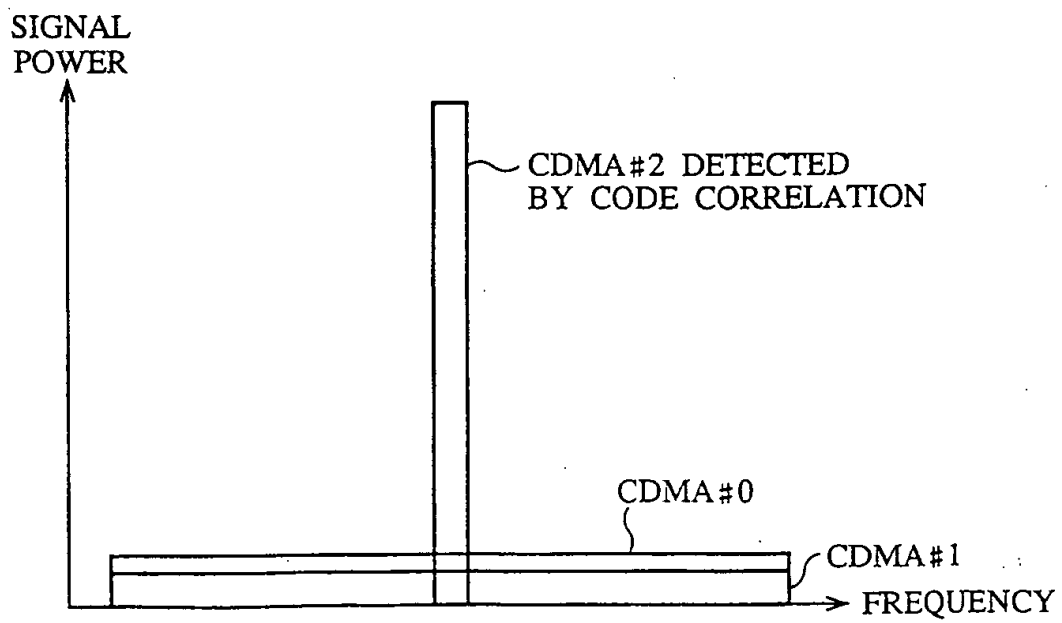 SIGNAL
POWER
CDMA#2 DETECTED
BY CODE CORRELATION
CDMA#0
CDMA#1
FREQUENCY